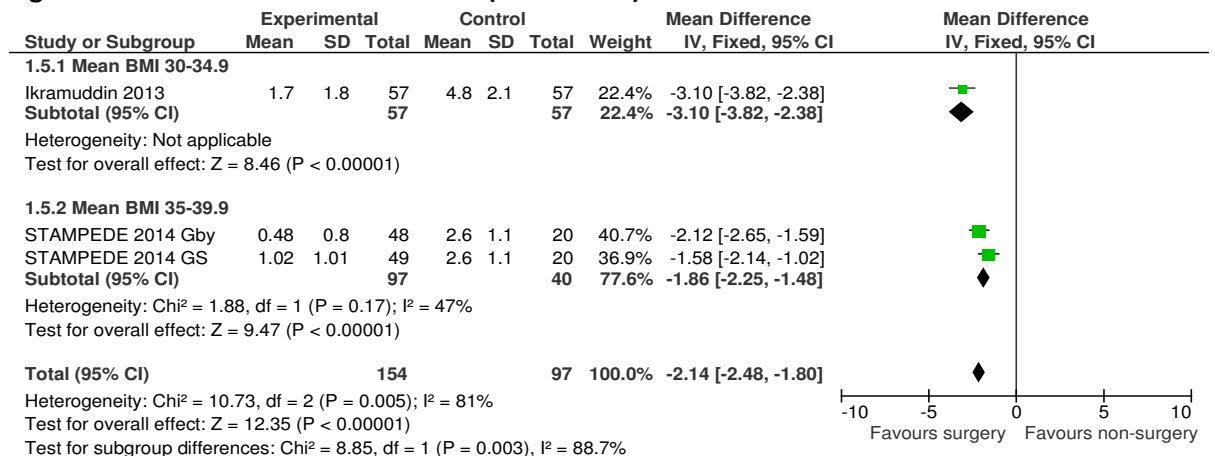 Experimental Control Mean Difference Mean Difference
Study or Subgroup Mean SD Total Mean SD Total Weight IV, Fixed, 95% CI IV, Fixed, 95% CI
1.5.1 Mean BMI 30-34.9
Ikramuddin 2013 1.7 1.8 57 4.8 2.1 57 22.4% -3.10 [-3.82, -2.38]
Subtotal (95% CI) 57 57 22.4% -3.10 [-3.82, -2.38]
Heterogeneity: Not applicable
Test for overall effect: Z = 8.46 (P < 0.00001)
1.5.2 Mean BMI 35-39.9
STAMPEDE 2014 Gby 0.48 0.8 48 2.6 1.1 20 40.7% -2.12 [-2.65, -1.59]
STAMPEDE 2014 GS 1.02 1.01 49 2.6 1.1 20 36.9% -1.58 [-2.14, -1.02]
Subtotal (95% CI) 97 40 77.6% -1.86 [-2.25, -1.48]
Heterogeneity: Chi² = 1.88, df = 1 (P = 0.17); I² = 47%
Test for overall effect: Z = 9.47 (P < 0.00001)
Total (95% CI) 154 97 100.0% -2.14 [-2.48, -1.80]
Heterogeneity: Chi² = 10.73, df = 2 (P = 0.005); I² = 81%
Test for overall effect: Z = 12.35 (P < 0.00001)
Test for subgroup differences: Chi² = 8.85, df = 1 (P = 0.003), I² = 88.7%
-10 -5 0 5 10
Favours surgery Favours non-surgery